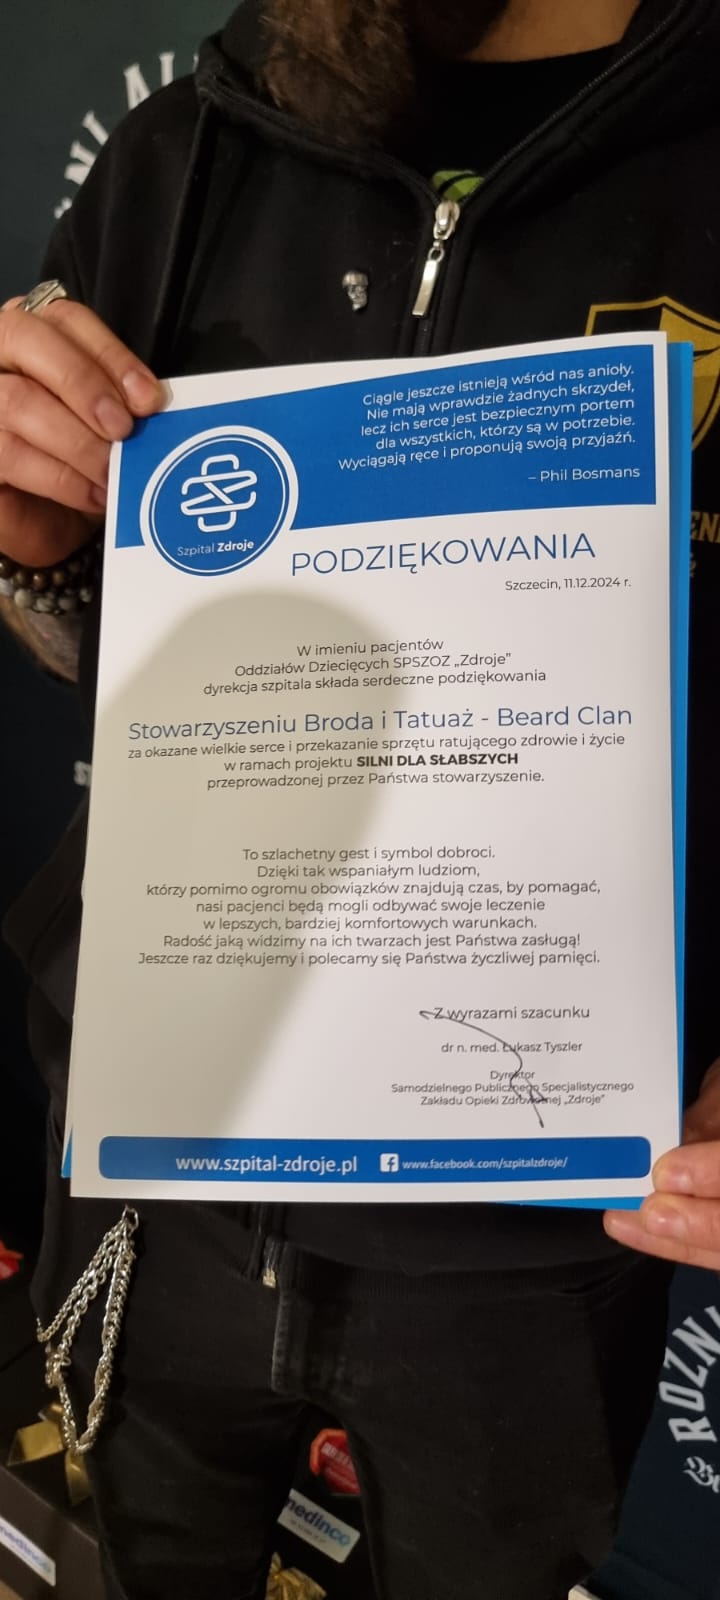 Ciągle jeszcze istnieją wśród nas anioły.
Nie mają wprawdzie żadnych skrzydeł,
lecz ich serce jest bezpiecznym portem
dla wszystkich, którzy są w potrzebie.
Wyciągają ręce i proponują swoją przyjaźń.
– Phil Bosmans
Szpital Zdroje
PODZIĘKOWANIA
Szczecin, 11.12.2024 r.
W imieniu pacjentów
Oddziałów Dziecięcych SPSZOZ „Zdroje”
dyrekcja szpitala składa serdeczne podziękowania
Stowarzyszeniu Broda i Tatuaż - Beard Clan
za okazane wielkie serce i przekazanie sprzętu ratującego zdrowie i życie
w ramach projektu SILNI DLA SŁABSZYCH
przeprowadzonej przez Państwa stowarzyszenie.
To szlachetny gest i symbol dobroci.
Dzięki tak wspaniałym ludziom,
którzy pomimo ogromu obowiązków znajdują czas, by pomagać,
nasi pacjenci będą mogli odbywać swoje leczenie
w lepszych, bardziej komfortowych warunkach.
Radość jaką widzimy na ich twarzach jest Państwa zasługą!
Jeszcze raz dziękujemy i polecamy się Państwa życzliwej pamięci.
Z wyrazami szacunku
dr n. med. Łukasz Tyszler
Dyrektor
Samodzielnego Publicznego Specjalistycznego
Zakładu Opieki Zdrowotnej „Zdroje”
www.szpital-zdroje.pl
www.facebook.com/szpitalzdroje/
medinco
medinco